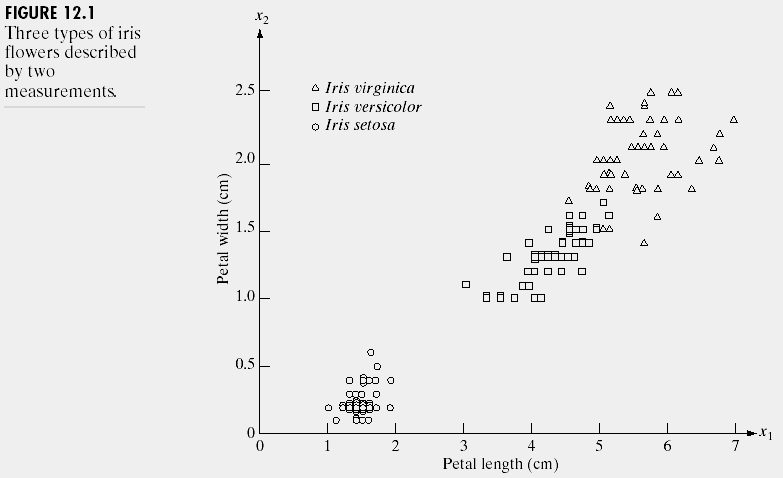 FIGURE 12.1
Three types of iris
flowers described
by two
measurements.
x2
2.5
2.0
1.5
1.0
0.5
0
Petal width (cm)
Iris virginica
Iris versicolor
Iris setosa
0 1 2 3 4 5 6 7
x1
Petal length (cm)